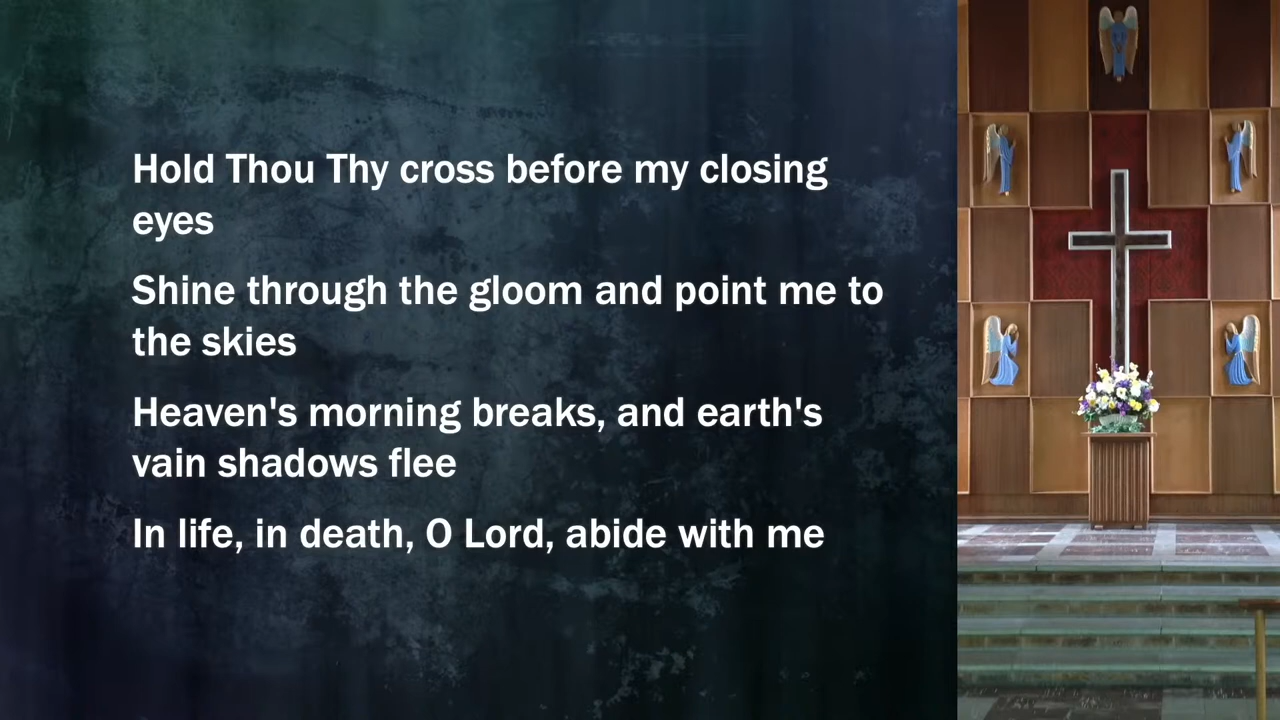 Hold Thou Thy cross before my closing
eyes
Shine through the gloom and point me to
the skies
Heaven's morning breaks, and earth's
vain shadows flee
In life, in death, O Lord, abide with me